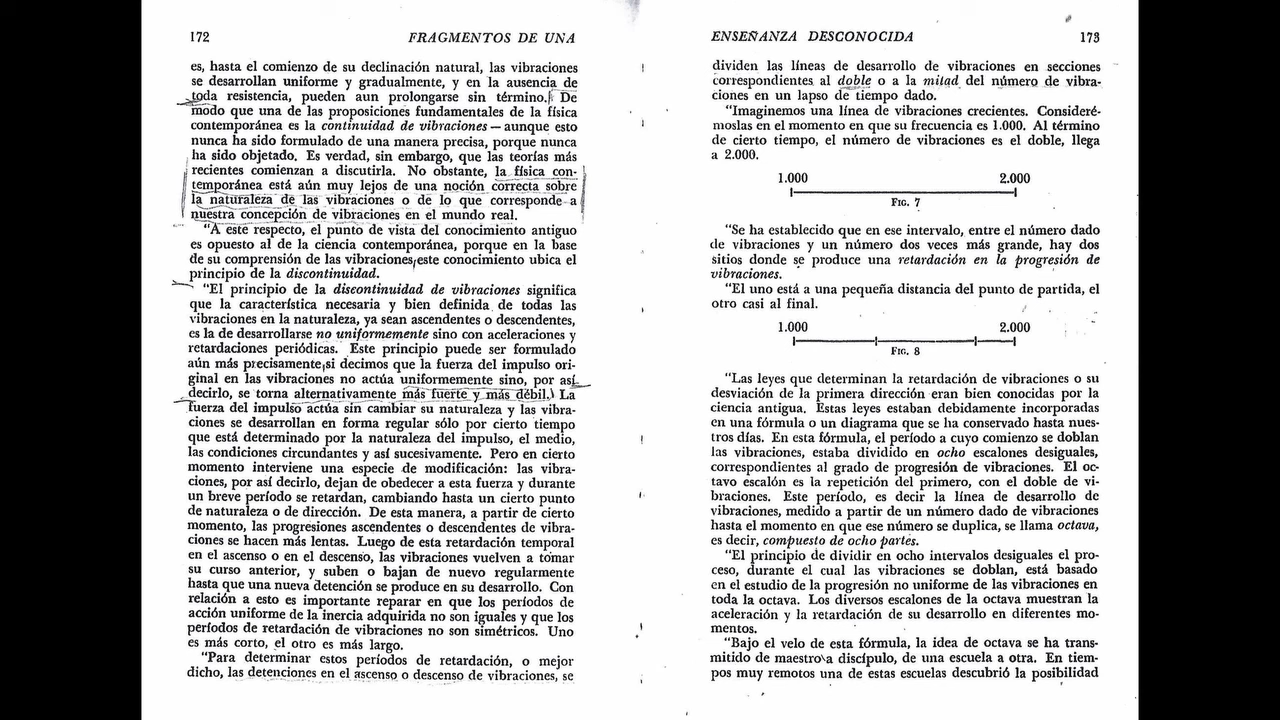 172
FRAGMENTOS DE UNA
es, hasta el comienzo de su declinación natural, las vibraciones
se desarrollan uniforme y gradualmente, y en la ausencia de
toda resistencia, pueden aun prolongarse sin término. De
modo que una de las proposiciones fundamentales de la física
contemporánea es la continuidad de vibraciones — aunque esto
nunca ha sido formulado de una manera precisa, porque nunca
ha sido objetado. Es verdad, sin embargo, que las teorías más
recientes comienzan a discutirla. No obstante, la física con-
temporánea está aún muy lejos de una noción correcta sobre
la naturaleza de las vibraciones o de lo que corresponde a
nuestra concepción de vibraciones en el mundo real.
"A este respecto, el punto de vista del conocimiento antiguo
es opuesto al de la ciencia contemporánea, porque en la base
de su comprensión de las vibraciones, este conocimiento ubica el
principio de la discontinuidad.
"El principio de la discontinuidad de vibraciones significa
que la característica necesaria y bien definida de todas las
vibraciones en la naturaleza, ya sean ascendentes o descendentes,
es la de desarrollarse no uniformemente sino con aceleraciones y
retardaciones periódicas. Este principio puede ser formulado
aún más precisamente, si decimos que la fuerza del impulso ori-
ginal en las vibraciones no actúa uniformemente sino, por así
decirlo, se torna alternativamente más fuerte y más débil. La
fuerza del impulso actúa sin cambiar su naturaleza y las vibra-
ciones se desarrollan en forma regular sólo por cierto tiempo
que está determinado por la naturaleza del impulso, el medio,
las condiciones circundantes y así sucesivamente. Pero en cierto
momento interviene una especie de modificación: las vibra-
ciones, por así decirlo, dejan de obedecer a esta fuerza y durante
un breve período se retardan, cambiando hasta un cierto punto
de naturaleza o de dirección. De esta manera, a partir de cierto
momento, las progresiones ascendentes o descendentes de vibra-
ciones se hacen más lentas. Luego de esta retardación temporal
en el ascenso o en el descenso, las vibraciones vuelven a tomar
su curso anterior, y suben o bajan de nuevo regularmente
hasta que una nueva detención se produce en su desarrollo. Con
relación a esto es importante reparar en que los períodos de
acción uniforme de la inercia adquirida no son iguales y que los
períodos de retardación de vibraciones no son simétricos. Uno
es más corto, el otro es más largo.
"Para determinar estos períodos de retardación, o mejor
dicho, las detenciones en el ascenso o descenso de vibraciones, se
ENSEÑANZA DESCONOCIDA
173
dividen las líneas de desarrollo de vibraciones en secciones
correspondientes al doble o a la mitad del número de vibra-
ciones en un lapso de tiempo dado.
"Imaginemos una línea de vibraciones crecientes. Consideré-
moslas en el momento en que su frecuencia es 1.000. Al término
de cierto tiempo, el número de vibraciones es el doble, llega
a 2.000.
1.000 2.000
FIG. 7
"Se ha establecido que en ese intervalo, entre el número dado
de vibraciones y un número dos veces más grande, hay dos
sitios donde se produce una retardación en la progresión de
vibraciones.
"El uno está a una pequeña distancia del punto de partida, el
otro casi al final.
1.000 2.000
FIG. 8
"Las leyes que determinan la retardación de vibraciones o su
desviación de la primera dirección eran bien conocidas por la
ciencia antigua. Estas leyes estaban debidamente incorporadas
en una fórmula o un diagrama que se ha conservado hasta nues-
tros días. En esta fórmula, el período a cuyo comienzo se doblan
las vibraciones, estaba dividido en ocho escalones desiguales,
correspondientes al grado de progresión de vibraciones. El oc-
tavo escalón es la repetición del primero, con el doble de vi-
braciones. Este período, es decir la línea de desarrollo de
vibraciones, medido a partir de un número dado de vibraciones
hasta el momento en que ese número se duplica, se llama octava,
es decir, compuesto de ocho partes.
"El principio de dividir en ocho intervalos desiguales el pro-
ceso, durante el cual las vibraciones se doblan, está basado
en el estudio de la progresión no uniforme de las vibraciones en
toda la octava. Los diversos escalones de la octava muestran la
aceleración y la retardación de su desarrollo en diferentes mo-
mentos.
"Bajo el velo de esta fórmula, la idea de octava se ha trans-
mitido de maestro a discípulo, de una escuela a otra. En tiem-
pos muy remotos una de estas escuelas descubrió la posibilidad